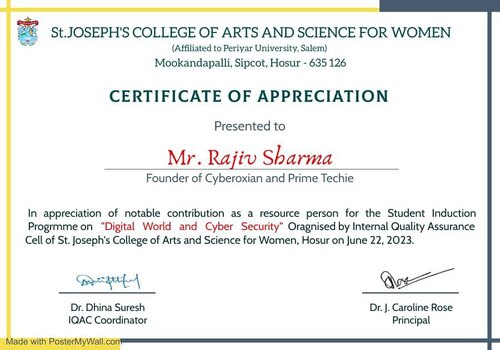 St.JOSEPH'S COLLEGE OF ARTS AND SCIENCE FOR WOMEN
(Affiliated to Periyar University, Salem)
Mookandapalli, Sipcot, Hosur - 635 126
CERTIFICATE OF APPRECIATION
Presented to
Mr. Rajiv Sharma
Founder of Cyberoxian and Prime Techie
In appreciation of notable contribution as a resource person for the Student Induction
Progrmme on "Digital World and Cyber Security" Oragnised by Internal Quality Assurance
Cell of St. Joseph's College of Arts and Science for Women, Hosur on June 22, 2023.
Dr. Dhina Suresh
IQAC Coordinator
Rose
Dr. J. Caroline Rose
Principal
Made with PosterMyWall.com